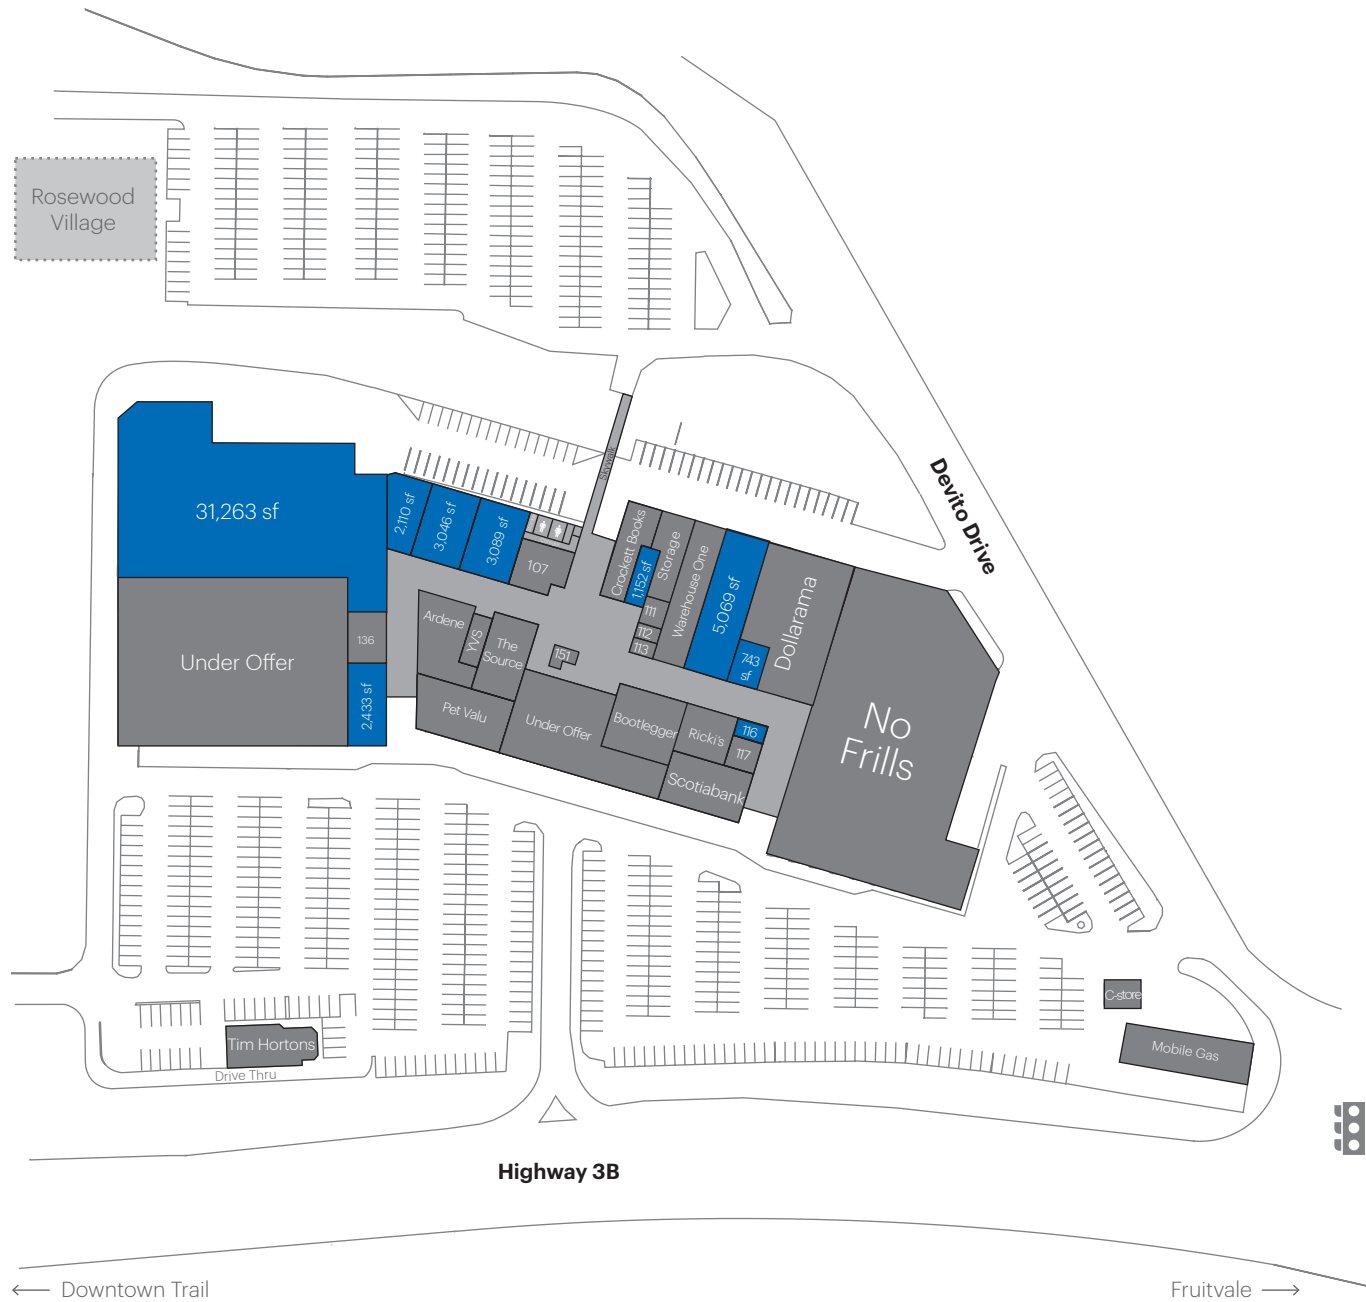 Rosewood
Village
Devito Drive
Skywalk
31,263 sf
2,110 sf
3,046 sf
3,089 sf
107
Crockett Books
1,152 sf
Storage
111
112
113
Warehouse One
5,069 sf
743
sf
Dollarama
No
Frills
Under Offer
136
2,433 sf
Ardene
YVS
The
Source
151
Pet Valu
Under Offer
Bootlegger
Ricki's
116
117
Scotiabank
C-store
Mobile Gas
Tim Hortons
Drive Thru
Highway 3B
Downtown Trail
Fruitvale